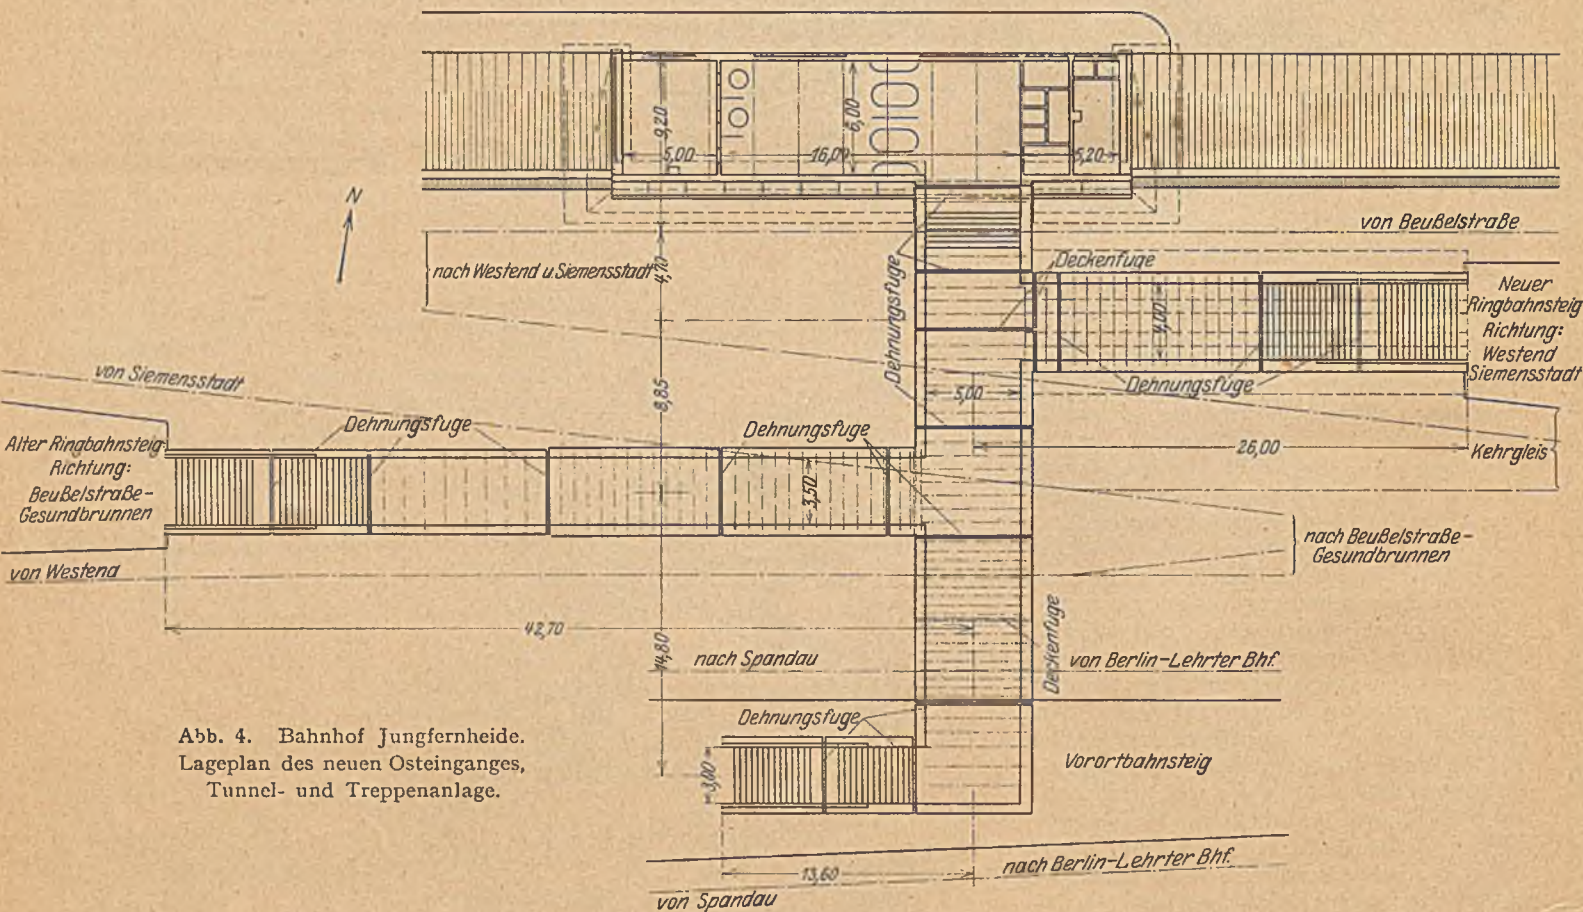 9,20
6,00
5,00
16,00
5,20
N
von Beußelstraße
nach Westend u. Siemensstadt
4,70
Dehnungsfuge
Deckenfuge
4,00
Neuer
Ringbahnsteig
Richtung:
Westend
Siemensstadt
von Siemensstadt
8,85
5,00
Dehnungsfuge
Alter Ringbahnsteig
Richtung:
Beußelstraße-
Gesundbrunnen
Dehnungsfuge
Dehnungsfuge
26,00
Kehrgleis
3,50
von Westend
nach Beußelstraße-
Gesundbrunnen
42,70
14,80
nach Spandau
Deckenfuge
von Berlin-Lehrter Bhf.
Dehnungsfuge
3,00
Vorortbahnsteig
Abb. 4. Bahnhof Jungfernheide.
Lageplan des neuen Osteinganges,
Tunnel- und Treppenanlage.
13,60
nach Berlin-Lehrter Bhf.
von Spandau